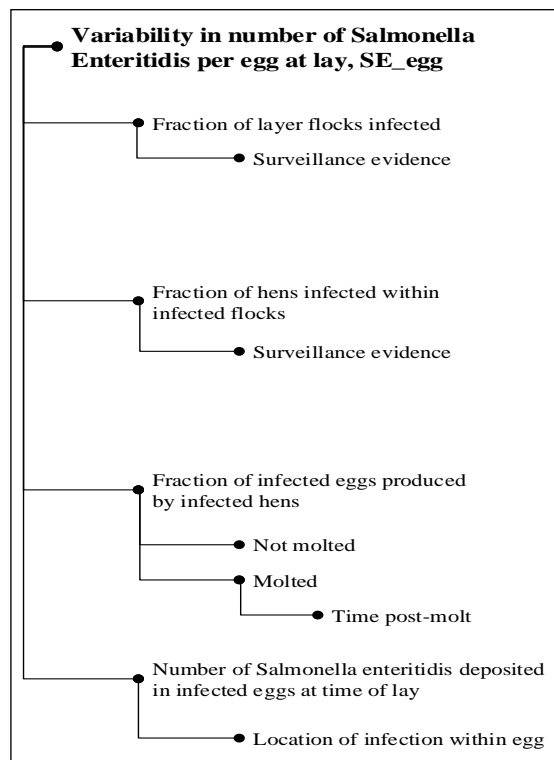 Variability in number of Salmonella
Enteritidis per egg at lay, SE_egg
Fraction of layer flocks infected
Surveillance evidence
Fraction of hens infected within
infected flocks
Surveillance evidence
Fraction of infected eggs produced
by infected hens
Not molted
Molted
Time post-molt
Number of Salmonella enteritidis deposited
in infected eggs at time of lay
Location of infection within egg